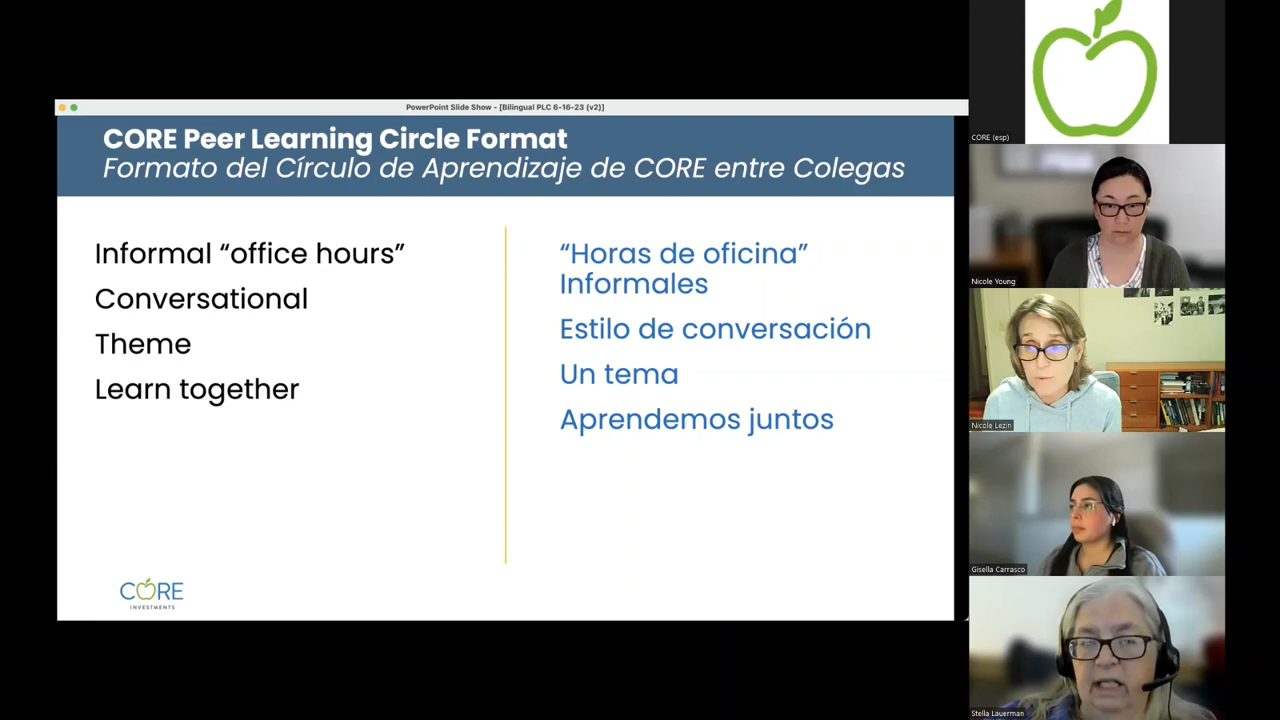 PowerPoint Slide Show - [Bilingual PLC 6-16-23 (v2)]
CORE Peer Learning Circle Format
Formato del Círculo de Aprendizaje de CORE entre Colegas
Informal “office hours”
Conversational
Theme
Learn together
“Horas de oficina”
Informales
Estilo de conversación
Un tema
Aprendemos juntos
CORE
INVESTMENTS
CORE (esp)
Nicole Young
Nicole Lezin
Gisella Carrasco
Stella Lauerman